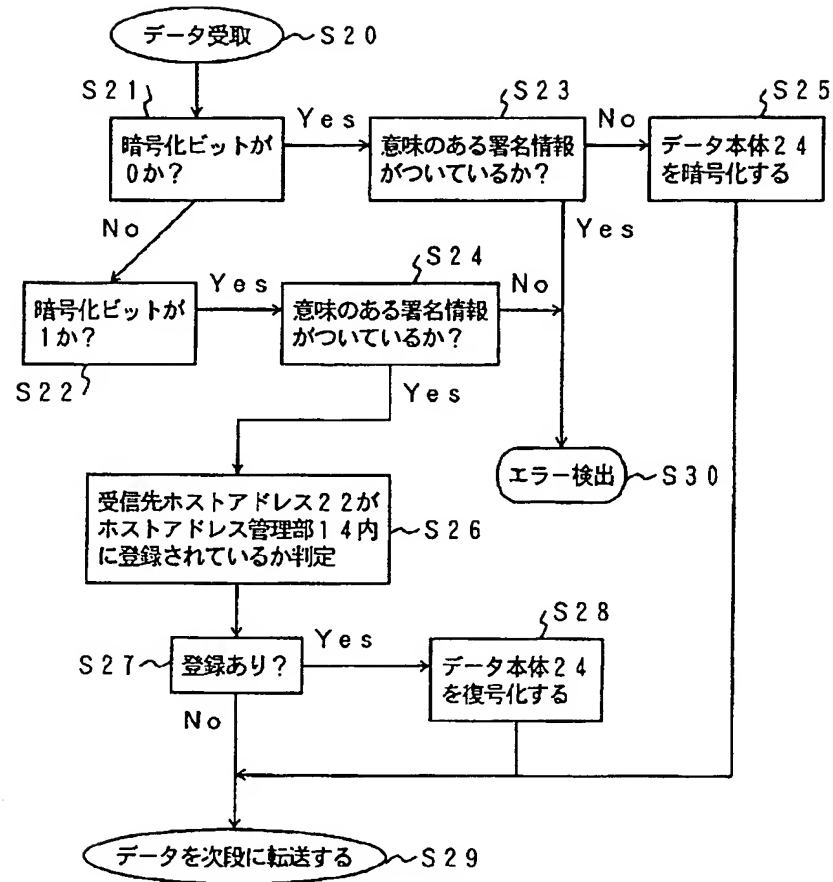 データ受取
S20
S21
暗号化ビットが
0か?
Yes
S23
意味のある署名情報
がついているか?
No
S25
データ本体24
を暗号化する
No
Yes
暗号化ビットが
1か?
S22
Yes
S24
意味のある署名情報
がついているか?
No
Yes
エラー検出
S30
受信先ホストアドレス22が
ホストアドレス管理部14内
に登録されているか判定
S26
S27
登録あり?
Yes
S28
データ本体24
を復号化する
No
データを次段に転送する
S29